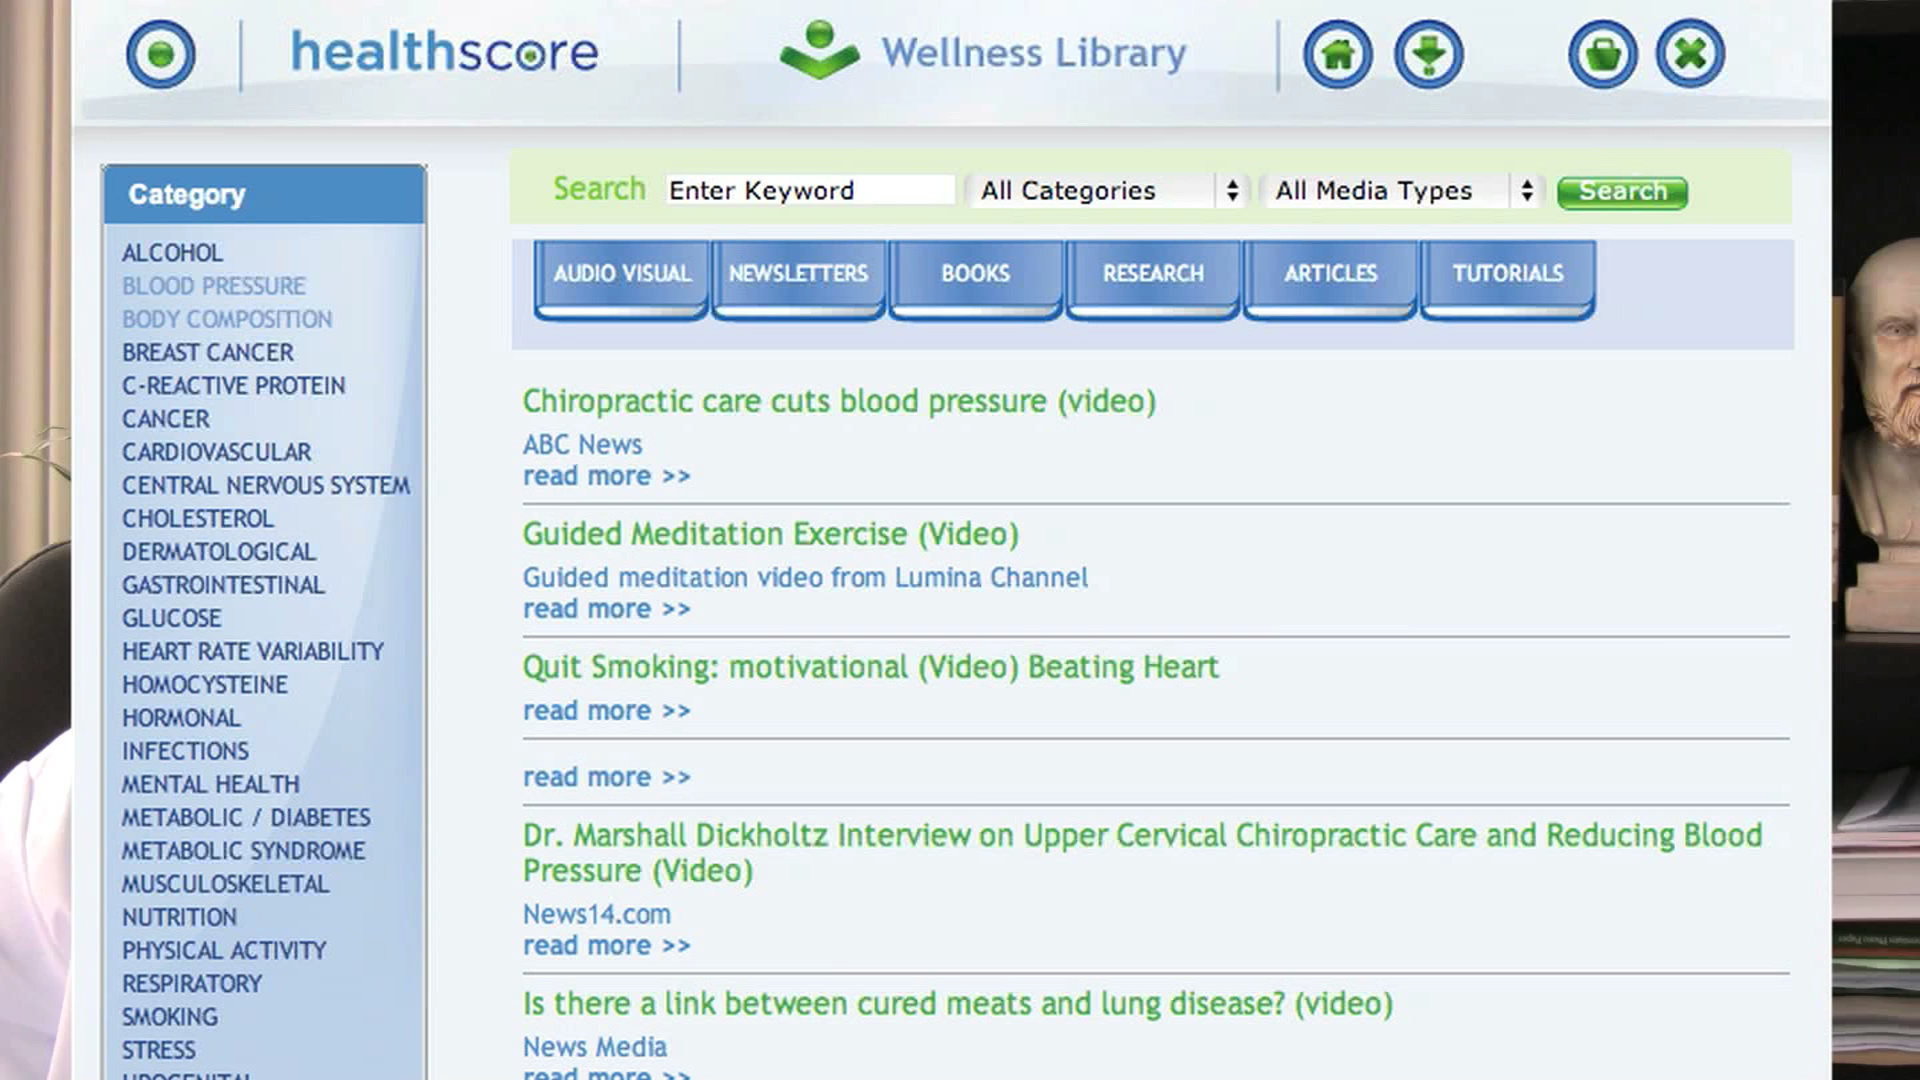 healthscore
Wellness Library
Category
ALCOHOL
BLOOD PRESSURE
BODY COMPOSITION
BREAST CANCER
C-REACTIVE PROTEIN
CANCER
CARDIOVASCULAR
CENTRAL NERVOUS SYSTEM
CHOLESTEROL
DERMATOLOGICAL
GASTROINTESTINAL
GLUCOSE
HEART RATE VARIABILITY
HOMOCYSTEINE
HORMONAL
INFECTIONS
MENTAL HEALTH
METABOLIC / DIABETES
METABOLIC SYNDROME
MUSCULOSKELETAL
NUTRITION
PHYSICAL ACTIVITY
RESPIRATORY
SMOKING
STRESS
Search Enter Keyword All Categories All Media Types Search
AUDIO VISUAL NEWSLETTERS BOOKS RESEARCH ARTICLES TUTORIALS
Chiropractic care cuts blood pressure (video)
ABC News
read more >>
Guided Meditation Exercise (Video)
Guided meditation video from Lumina Channel
read more >>
Quit Smoking: motivational (Video) Beating Heart
read more >>
read more >>
Dr. Marshall Dickholtz Interview on Upper Cervical Chiropractic Care and Reducing Blood
Pressure (Video)
News14.com
read more >>
Is there a link between cured meats and lung disease? (video)
News Media
read more >>